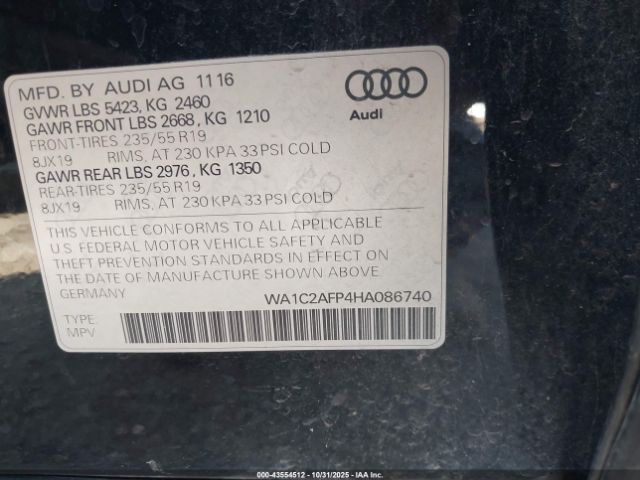 MFD. BY AUDI AG 11 16
GVWR LBS 5423, KG 2460
GAWR FRONT LBS 2668, KG 1210
FRONT-TIRES 235/55 R19
8JX19 RIMS, AT 230 KPA 33 PSI COLD
GAWR REAR LBS 2976, KG 1350
REAR-TIRES 235/55 R19
8JX19 RIMS, AT 230 KPA 33 PSI COLD
Audi
THIS VEHICLE CONFORMS TO ALL APPLICABLE
U.S. FEDERAL MOTOR VEHICLE SAFETY AND
THEFT PREVENTION STANDARDS IN EFFECT ON
THE DATE OF MANUFACTURE SHOWN ABOVE
GERMANY WA1C2AFP4HA086740
TYPE:
MPV
000-43554512 - 10/31/2025 - IAA Inc.